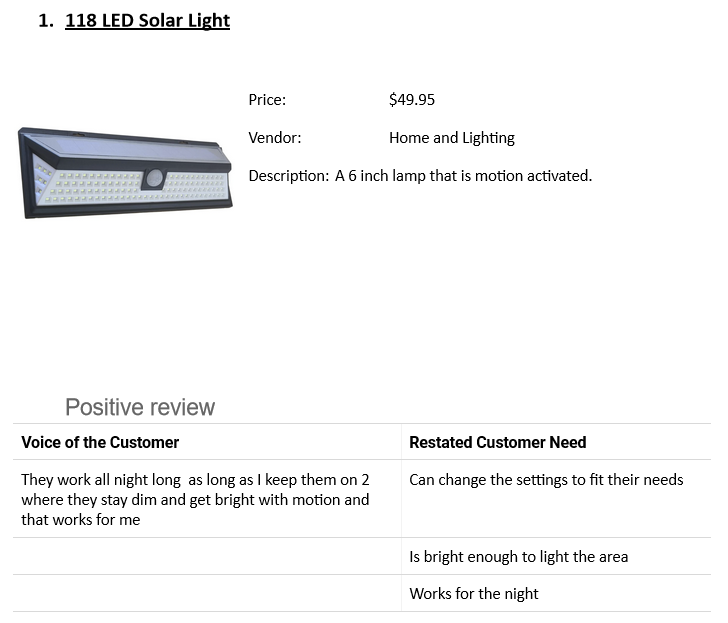 1. 118 LED Solar Light
Price: $49.95
Vendor: Home and Lighting
Description: A 6 inch lamp that is motion activated.
Positive review
Voice of the Customer Restated Customer Need
They work all night long as long as I keep them on 2 Can change the settings to fit their needs
where they stay dim and get bright with motion and
that works for me
Is bright enough to light the area
Works for the night